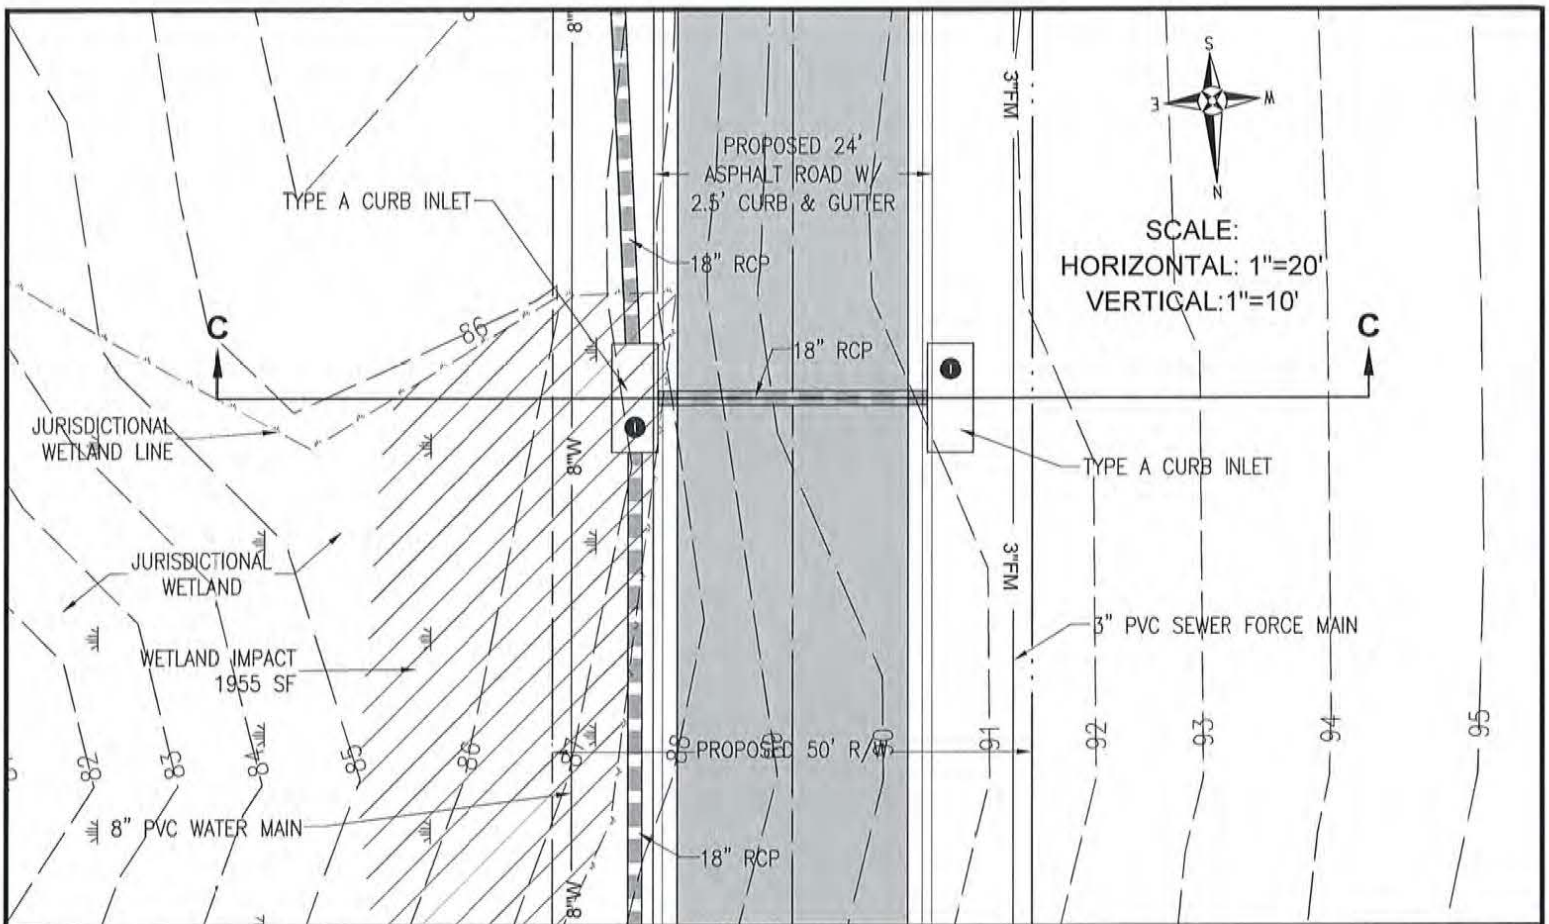 8"
3"FM
S
E
W
N
PROPOSED 24'
ASPHALT ROAD W/
2.5' CURB & GUTTER
TYPE A CURB INLET
18" RCP
SCALE:
HORIZONTAL: 1"=20'
VERTICAL:1"=10'
C
86
18" RCP
C
JURISDICTIONAL
WETLAND LINE
8"W
TYPE A CURB INLET
JURISDICTIONAL
WETLAND
3"FM
3" PVC SEWER FORCE MAIN
WETLAND IMPACT
1955 SF
82
83
84
85
86
87
88
PROPOSED 50' R/W
90
91
92
93
94
95
8" PVC WATER MAIN
18" RCP
8"W